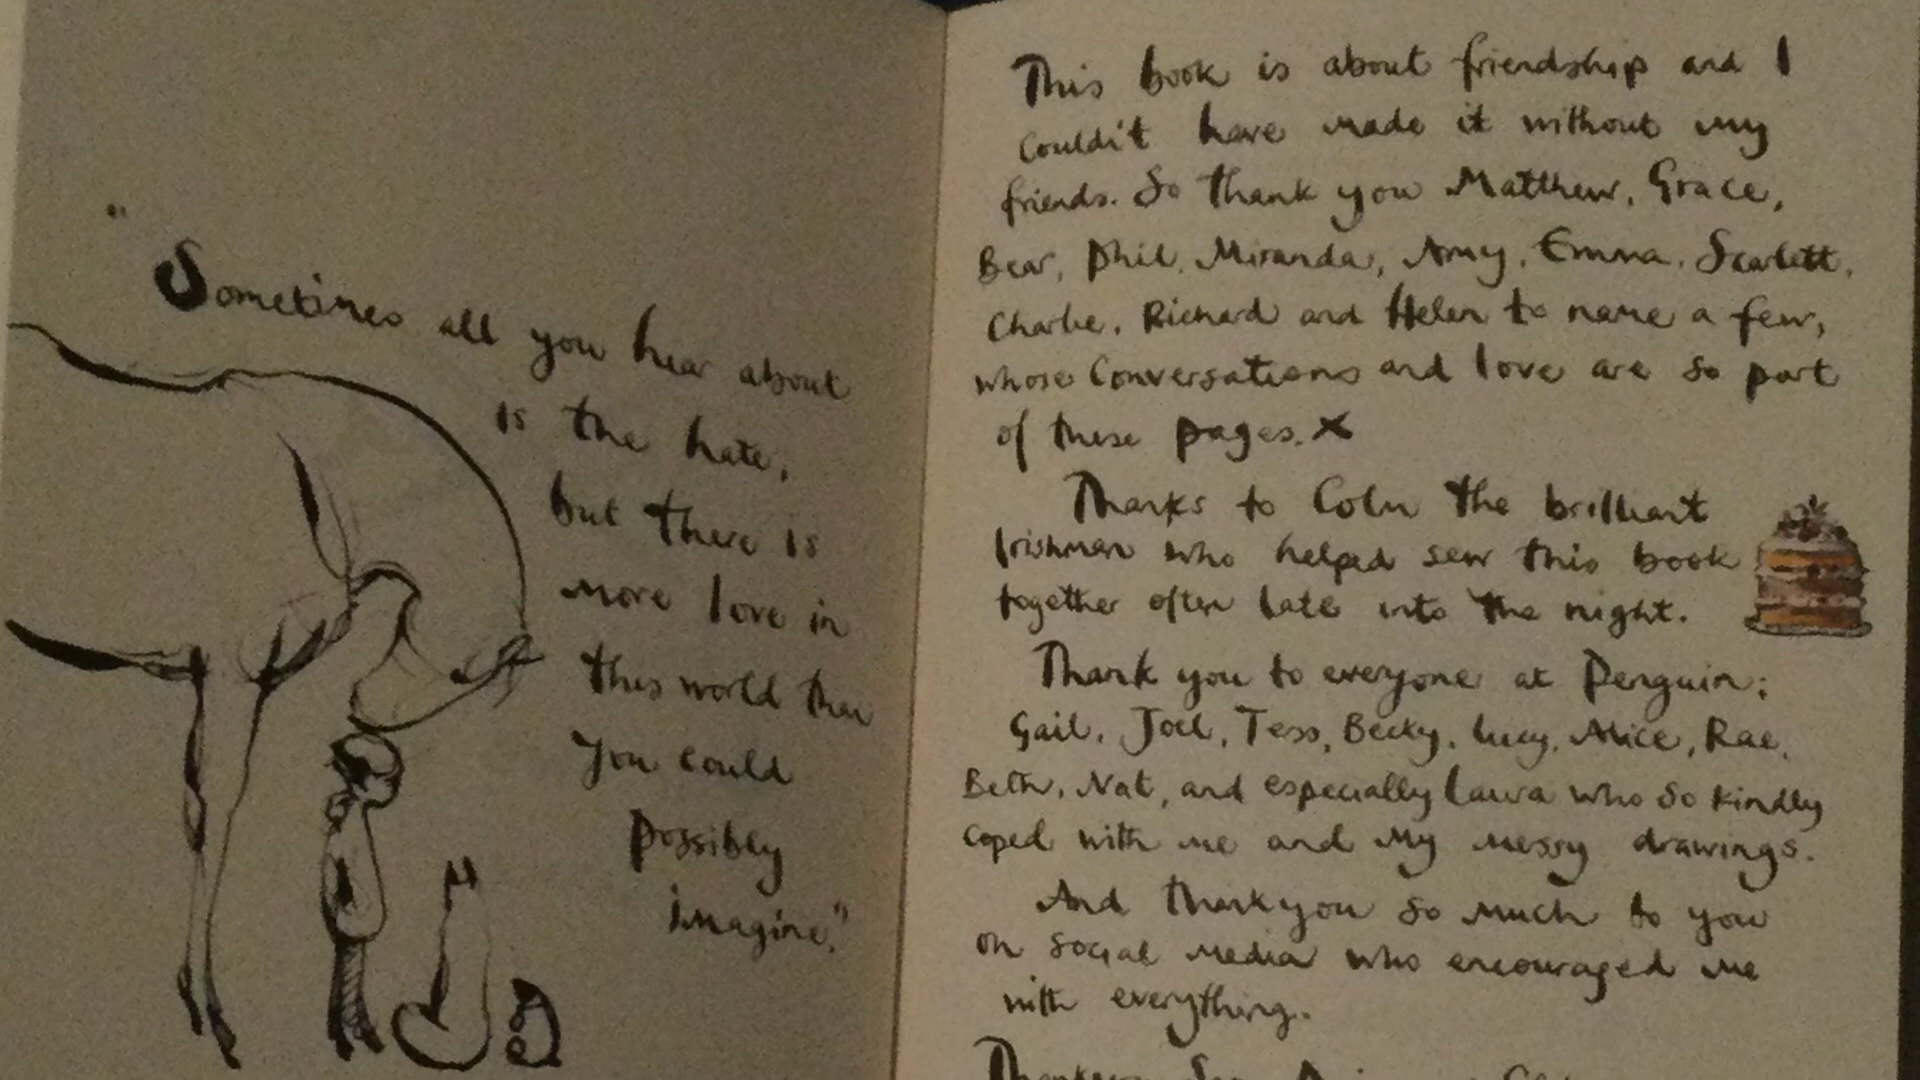 "Sometimes all you hear about
is the hate,
but there is
more love in
this world than
you could
possibly
imagine."
This book is about friendship and I
couldn't have made it without my
friends. So thank you Matthew, Grace,
Bear, Phil, Miranda, Amy, Emma, Scarlett,
Charlie, Richard and Helen to name a few,
whose conversations and love are so part
of these pages. X
Thanks to Colm the brilliant
Irishman who helped sew this book
together often late into the night.
Thank you to everyone at Penguin;
Gail, Joel, Tess, Becky, Lucy, Alice, Rae,
Beth, Nat, and especially Laura who so kindly
coped with me and my messy drawings.
And thank you so much to you
on social media who encouraged me
with everything.